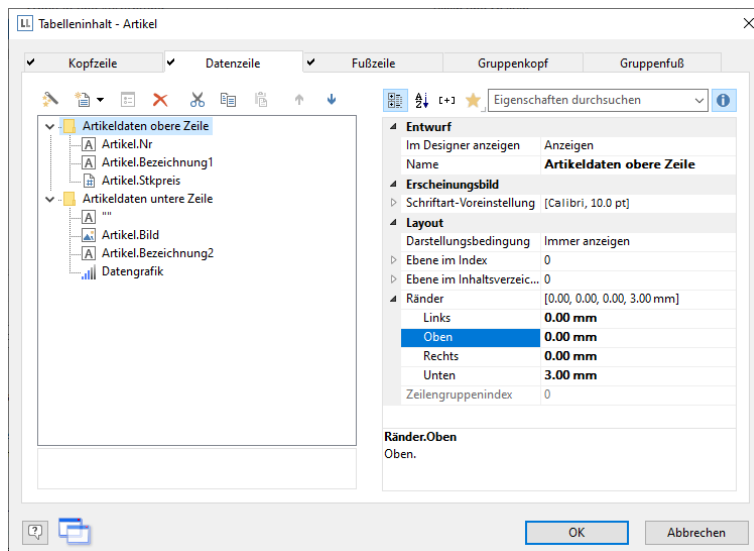 LL Tabelleninhalt - Artikel
Kopfzeile Datenzeile Fußzeile Gruppenkopf Gruppenfuß
Eigenschaften durchsuchen
Artikeldaten obere Zeile
Artikel.Nr
Artikel.Bezeichnung1
Artikel.Stkpreis
Artikeldaten untere Zeile
""
Artikel.Bild
Artikel.Bezeichnung2
Datengrafik
Entwurf
Im Designer anzeigen Anzeigen
Name Artikeldaten obere Zeile
Erscheinungsbild
Schriftart-Voreinstellung [Calibri, 10.0 pt]
Layout
Darstellungsbedingung Immer anzeigen
Ebene im Index 0
Ebene im Inhaltsverzeic... 0
Ränder [0.00, 0.00, 0.00, 3.00 mm]
Links 0.00 mm
Oben 0.00 mm
Rechts 0.00 mm
Unten 3.00 mm
Zeilengruppenindex 0
Ränder.Oben
Oben.
OK Abbrechen